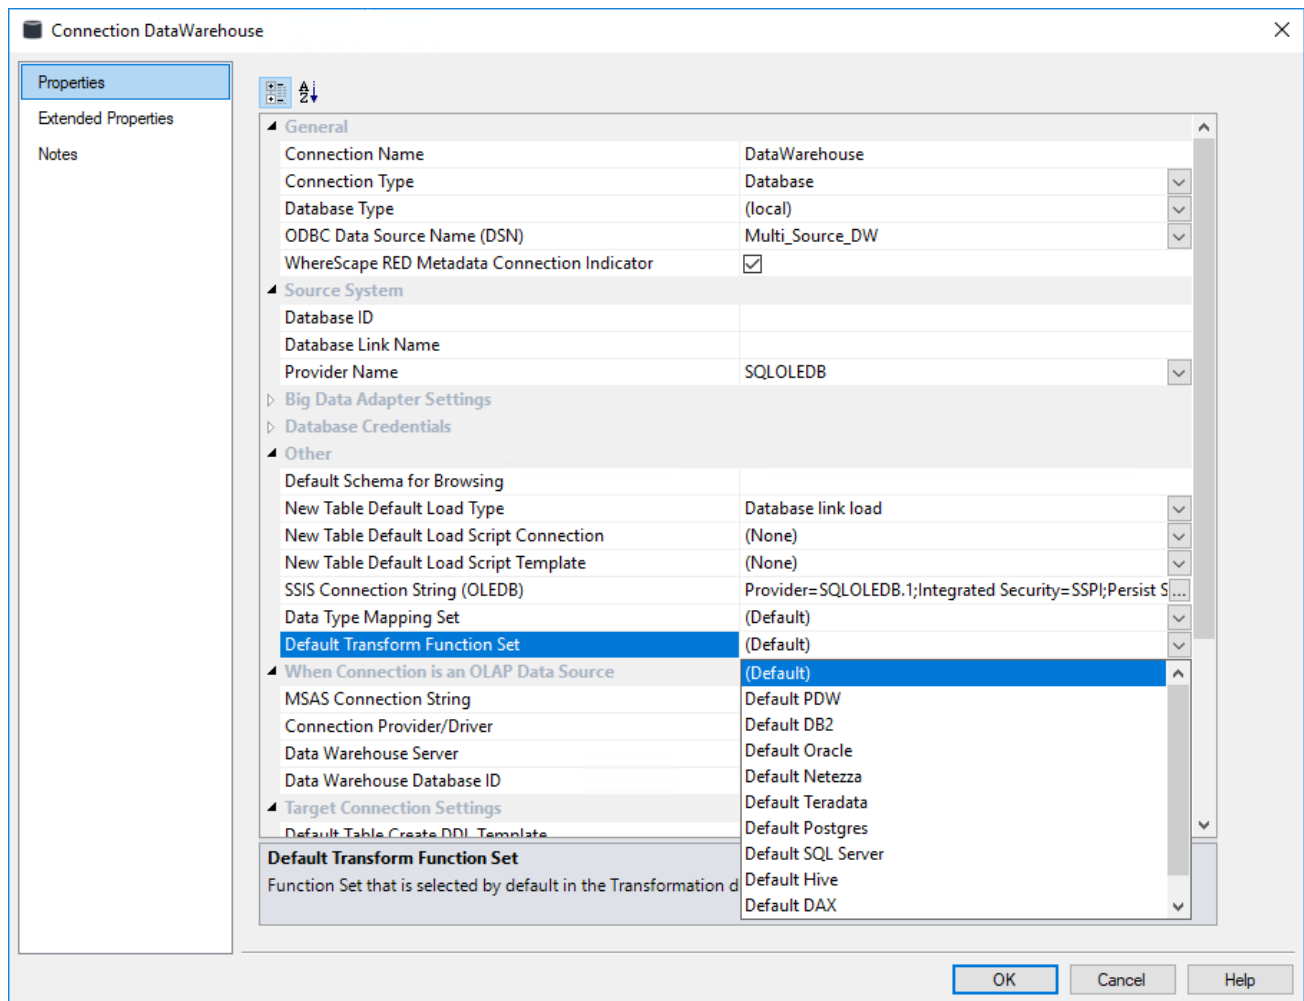 Connection DataWarehouse
Properties
Extended Properties
Notes
General
Connection Name DataWarehouse
Connection Type Database
Database Type (local)
ODBC Data Source Name (DSN) Multi_Source_DW
WhereScape RED Metadata Connection Indicator
Source System
Database ID
Database Link Name
Provider Name SQLOLEDB
Big Data Adapter Settings
Database Credentials
Other
Default Schema for Browsing
New Table Default Load Type Database link load
New Table Default Load Script Connection (None)
New Table Default Load Script Template (None)
SSIS Connection String (OLEDB) Provider=SQLOLEDB.1;Integrated Security=SSPI;Persist S ...
Data Type Mapping Set (Default)
Default Transform Function Set (Default)
When Connection is an OLAP Data Source
MSAS Connection String
Connection Provider/Driver
Data Warehouse Server
Data Warehouse Database ID
Target Connection Settings
Default Table Create DDL Template
(Default)
Default PDW
Default DB2
Default Oracle
Default Netezza
Default Teradata
Default Postgres
Default SQL Server
Default Hive
Default DAX
Default Transform Function Set
Function Set that is selected by default in the Transformation d
OK Cancel Help